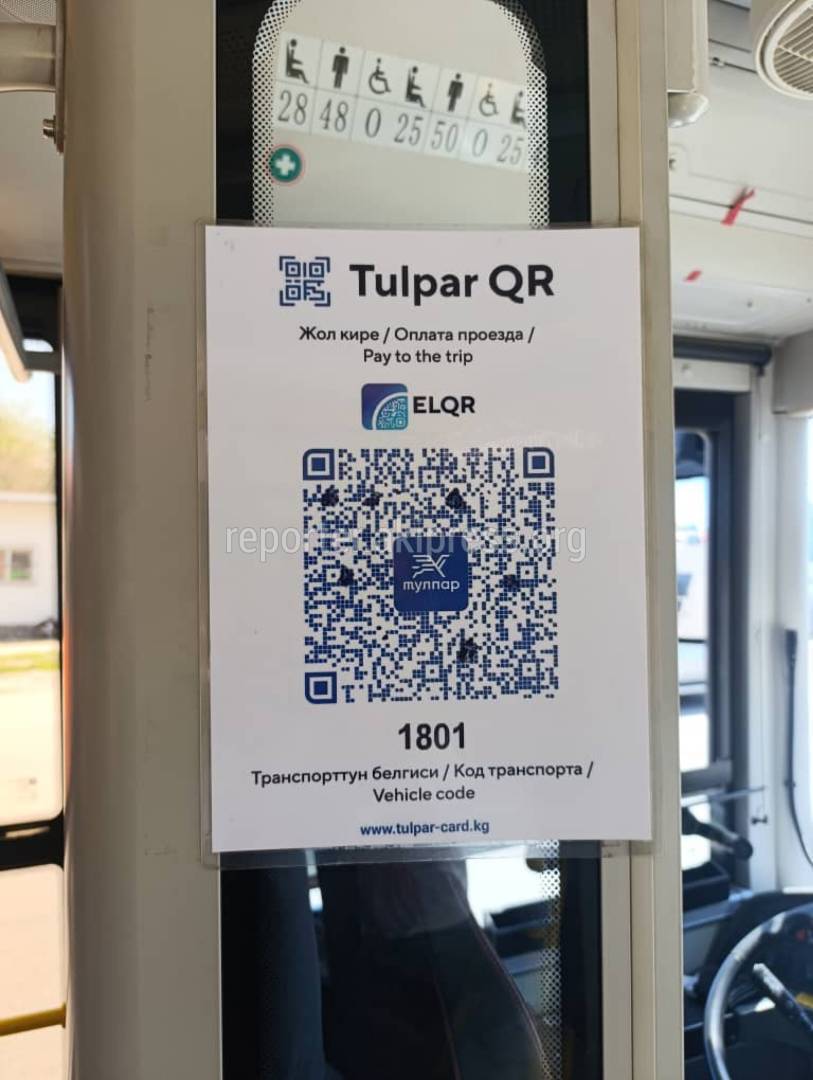 28 48 0 25 50 0 25
Tulpar QR
Жол кире / Оплата проезда /
Pay to the trip
ELQR
тулпар
1801
Транспорттун белгиси / Код транспорта /
Vehicle code
www.tulpar-card.kg